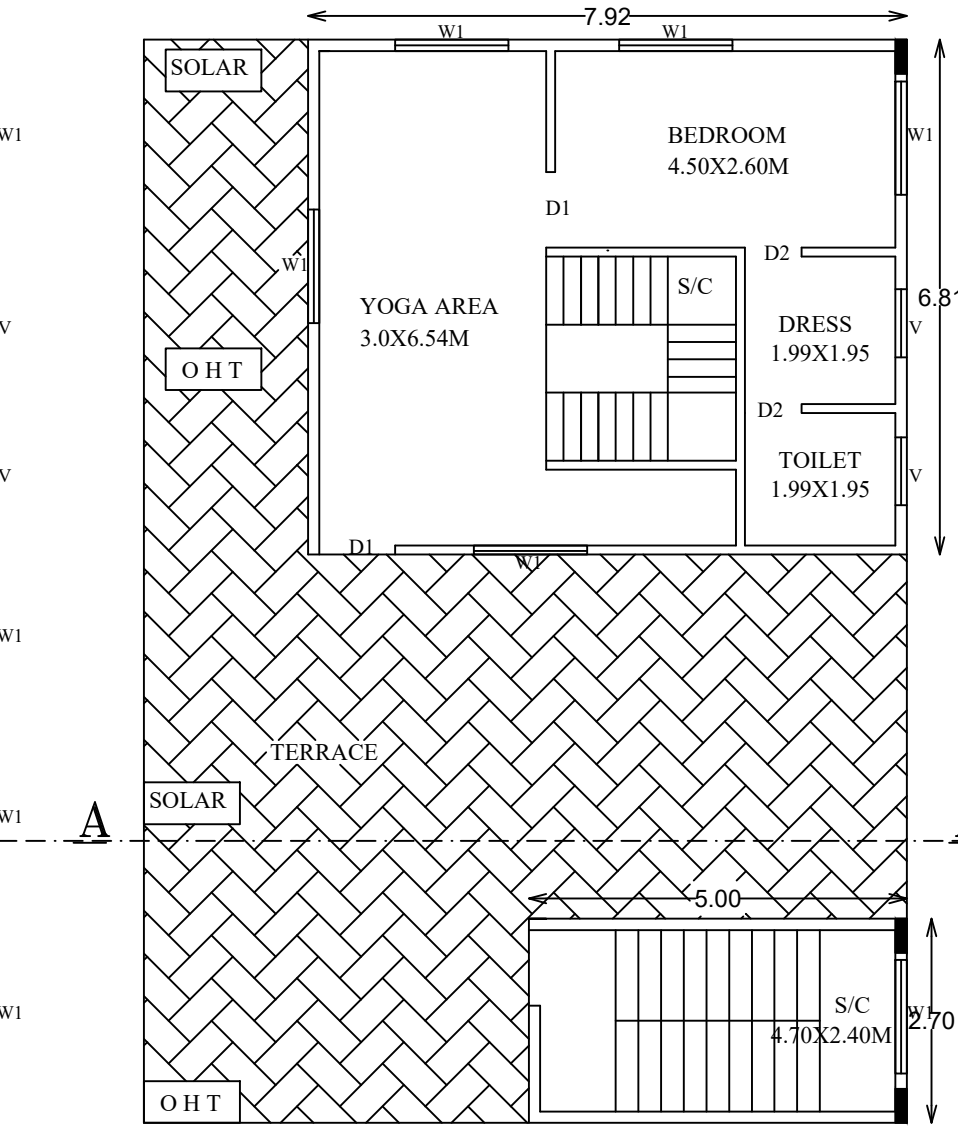 7.92
W1
W1
SOLAR
W1
BEDROOM
4.50X2.60M
W1
D1
D2
W1
S/C
6.81
YOGA AREA
3.0X6.54M
DRESS
1.99X1.95
V
V
O H T
D2
TOILET
1.99X1.95
V
V
D1
W1
W1
TERRACE
SOLAR
W1
A
5.00
W1
S/C
4.70X2.40M
W1
2.70
O H T